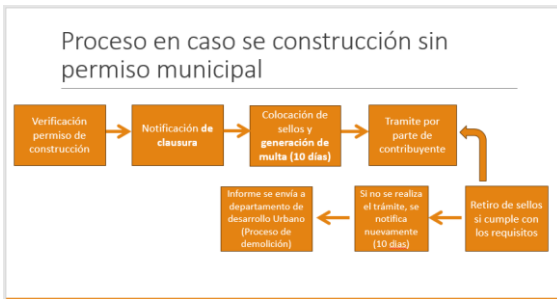 Proceso en caso se construcción sin
permiso municipal
Verificación
permiso de
construcción
Notificación de
clausura
Colocación de
sellos y
generación de
multa (10 días)
Tramite por
parte de
contribuyente
Informe se envía a
departamento de
desarrollo Urbano
(Proceso de
demolición)
Si no se realiza
el trámite, se
notifica
nuevamente
(10 dias)
Retiro de sellos
si cumple con
los requisitos